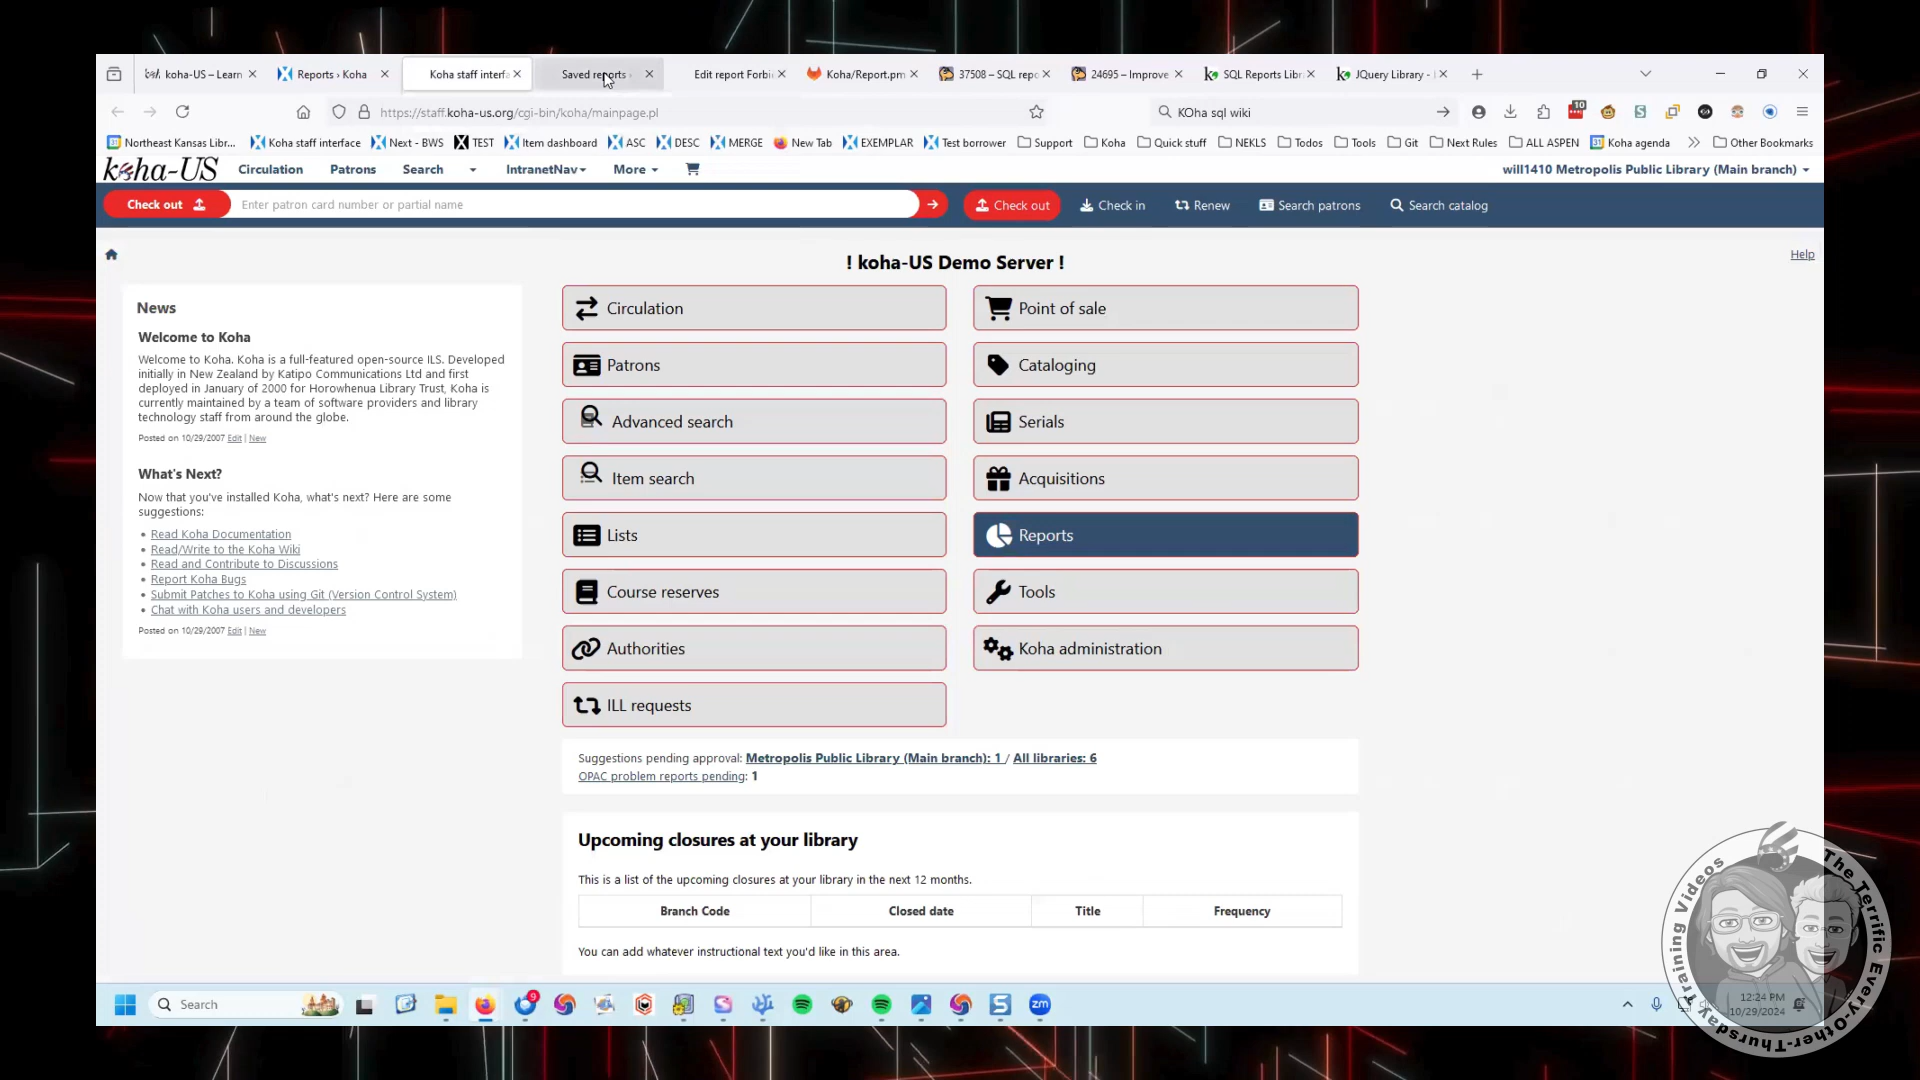 koha-US – Learn
Reports › Koha
Koha staff interfa
Saved reports ›
Edit report Forbi
Koha/Report.pm
37508 – SQL repo
24695 – Improve
SQL Reports Libr
JQuery Library -
https://staff.koha-us.org/cgi-bin/koha/mainpage.pl
KOha sql wiki
10
Northeast Kansas Libr...
Koha staff interface
Next - BWS
TEST
Item dashboard
ASC
DESC
MERGE
New Tab
EXEMPLAR
Test borrower
Support
Koha
Quick stuff
NEKLS
Todos
Tools
Git
Next Rules
ALL ASPEN
Koha agenda
Other Bookmarks
koha-US
Circulation
Patrons
Search
IntranetNav
More
will1410 Metropolis Public Library (Main branch)
Check out
Enter patron card number or partial name
Check out
Check in
Renew
Search patrons
Search catalog
Help
! koha-US Demo Server !
News
Welcome to Koha
Welcome to Koha. Koha is a full-featured open-source ILS. Developed
initially in New Zealand by Katipo Communications Ltd and first
deployed in January of 2000 for Horowhenua Library Trust, Koha is
currently maintained by a team of software providers and library
technology staff from around the globe.
Posted on 10/29/2007 Edit | New
What's Next?
Now that you've installed Koha, what's next? Here are some
suggestions:
• Read Koha Documentation
• Read/Write to the Koha Wiki
• Read and Contribute to Discussions
• Report Koha Bugs
• Submit Patches to Koha using Git (Version Control System)
• Chat with Koha users and developers
Posted on 10/29/2007 Edit | New
Circulation
Point of sale
Patrons
Cataloging
Advanced search
Serials
Item search
Acquisitions
Lists
Reports
Course reserves
Tools
Authorities
Koha administration
ILL requests
Suggestions pending approval: Metropolis Public Library (Main branch): 1 / All libraries: 6
OPAC problem reports pending: 1
Upcoming closures at your library
This is a list of the upcoming closures at your library in the next 12 months.
Branch Code
Closed date
Title
Frequency
You can add whatever instructional text you'd like in this area.
The Terrific Every-Other-Thursday Training Videos
Search
9
zm
12:24 PM
10/29/2024